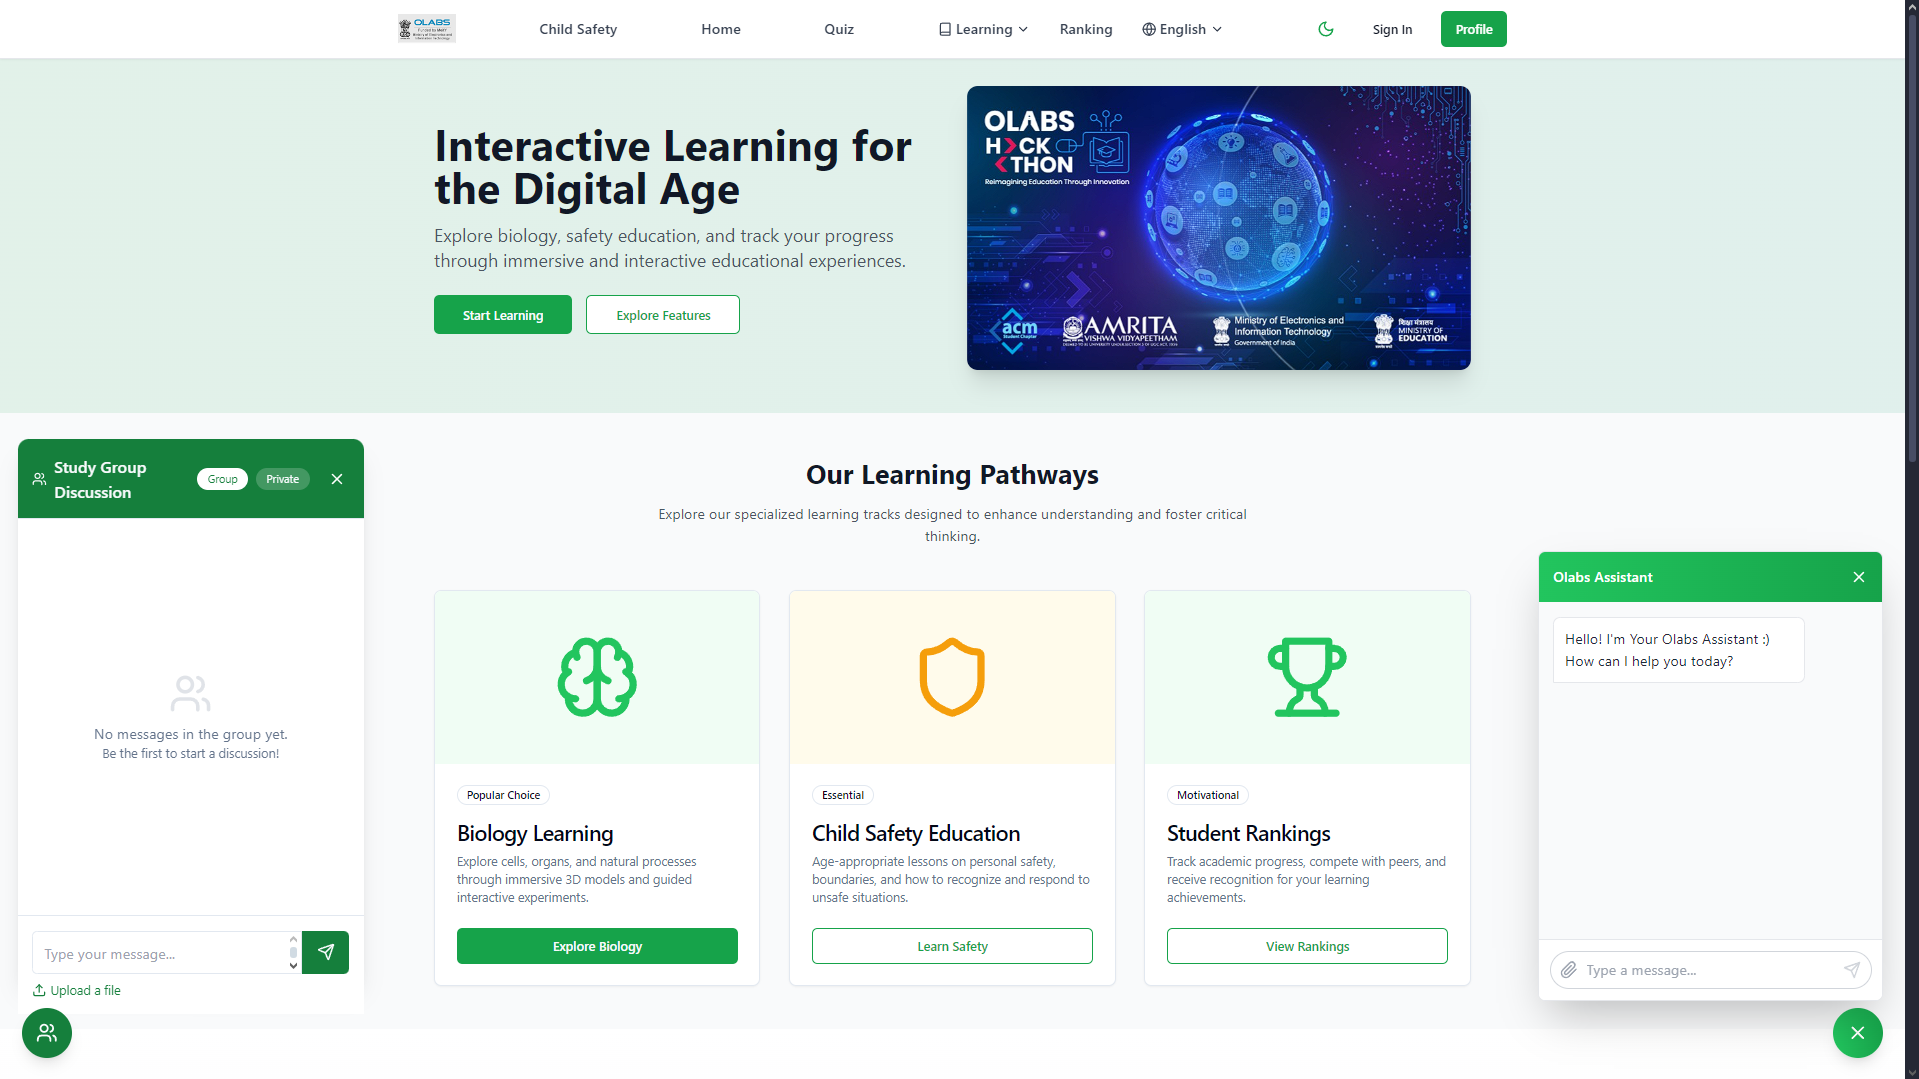 OLABS
Child Safety
Home
Quiz
Learning
Ranking
English
Sign In
Profile
Interactive Learning for
the Digital Age
Explore biology, safety education, and track your progress
through immersive and interactive educational experiences.
Start Learning
Explore Features
OLABS
H CK
THON
Reimagining Education Through Innovation
acm
Student Chapter
AMRITA
VISHWA VIDYAPEETHAM
Ministry of Electronics and
Information Technology
Government of India
शिक्षा मंत्रालय
MINISTRY OF
EDUCATION
Study Group
Discussion
Group
Private
No messages in the group yet.
Be the first to start a discussion!
Type your message...
Upload a file
Our Learning Pathways
Explore our specialized learning tracks designed to enhance understanding and foster critical
thinking.
Popular Choice
Biology Learning
Explore cells, organs, and natural processes
through immersive 3D models and guided
interactive experiments.
Explore Biology
Essential
Child Safety Education
Age-appropriate lessons on personal safety,
boundaries, and how to recognize and respond to
unsafe situations.
Learn Safety
Motivational
Student Rankings
Track academic progress, compete with peers, and
receive recognition for your learning
achievements.
View Rankings
Olabs Assistant
Hello! I'm Your Olabs Assistant :)
How can I help you today?
Type a message...